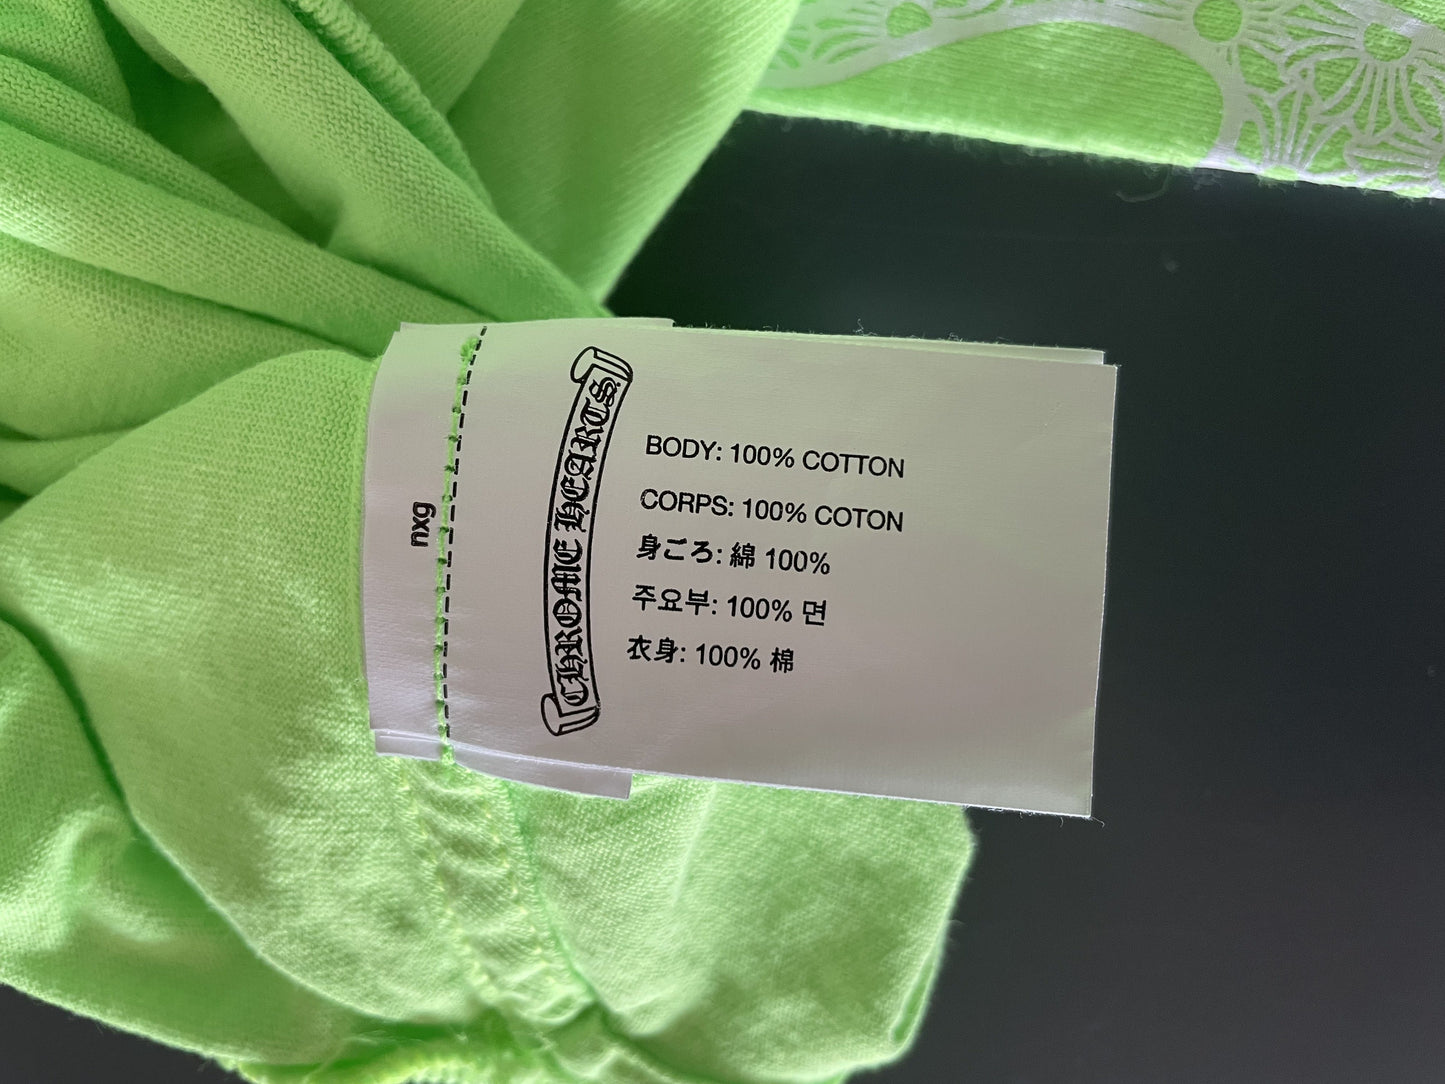 nxg
CHROME HEARTS
BODY: 100% COTTON
CORPS: 100% COTON
身ごろ: 綿 100%
주요부: 100% 면
衣身: 100% 棉